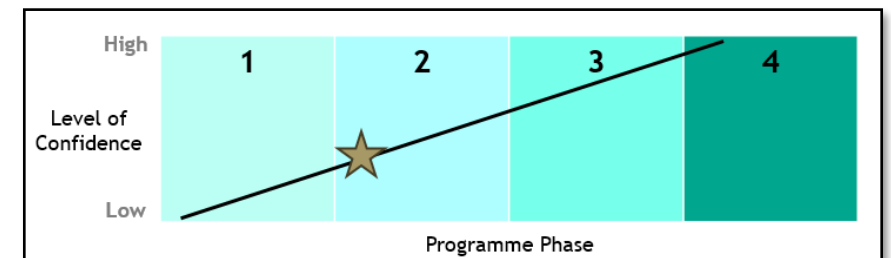 High
1 2 3 4
Level of
Confidence
Low
Programme Phase